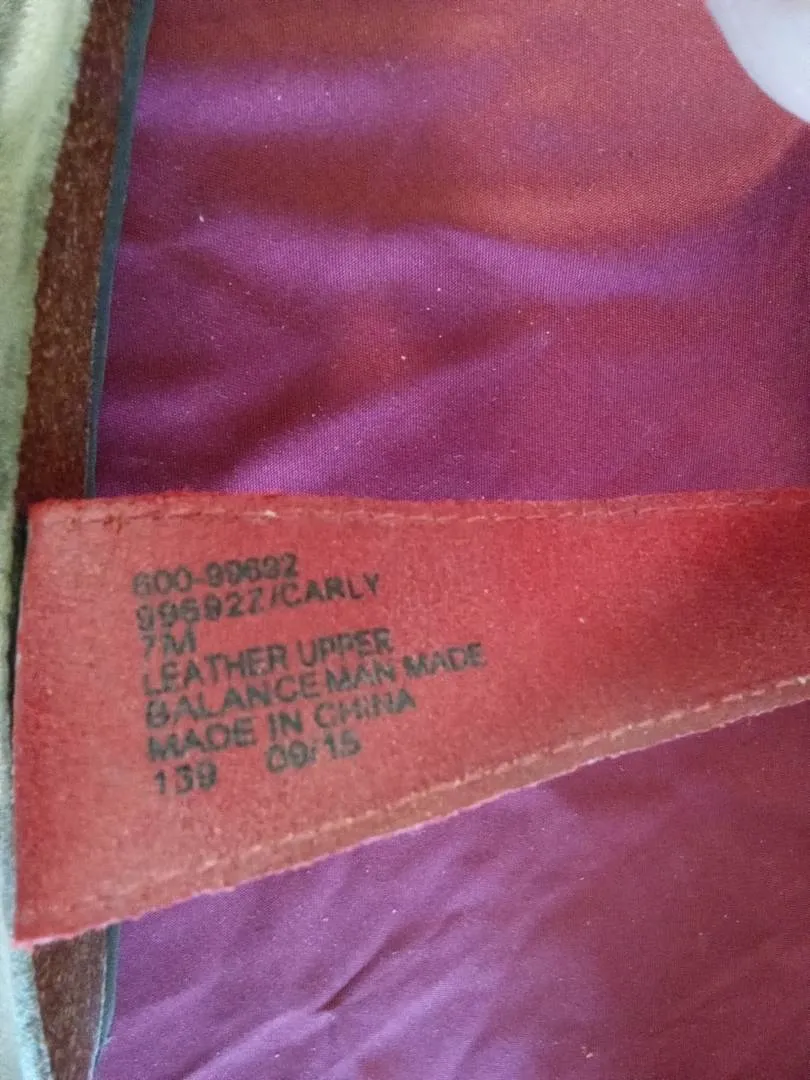 600-99692
996927/CARLY
7M
LEATHER UPPER
BALANCE MAN MADE
MADE IN CHINA
139 09/15